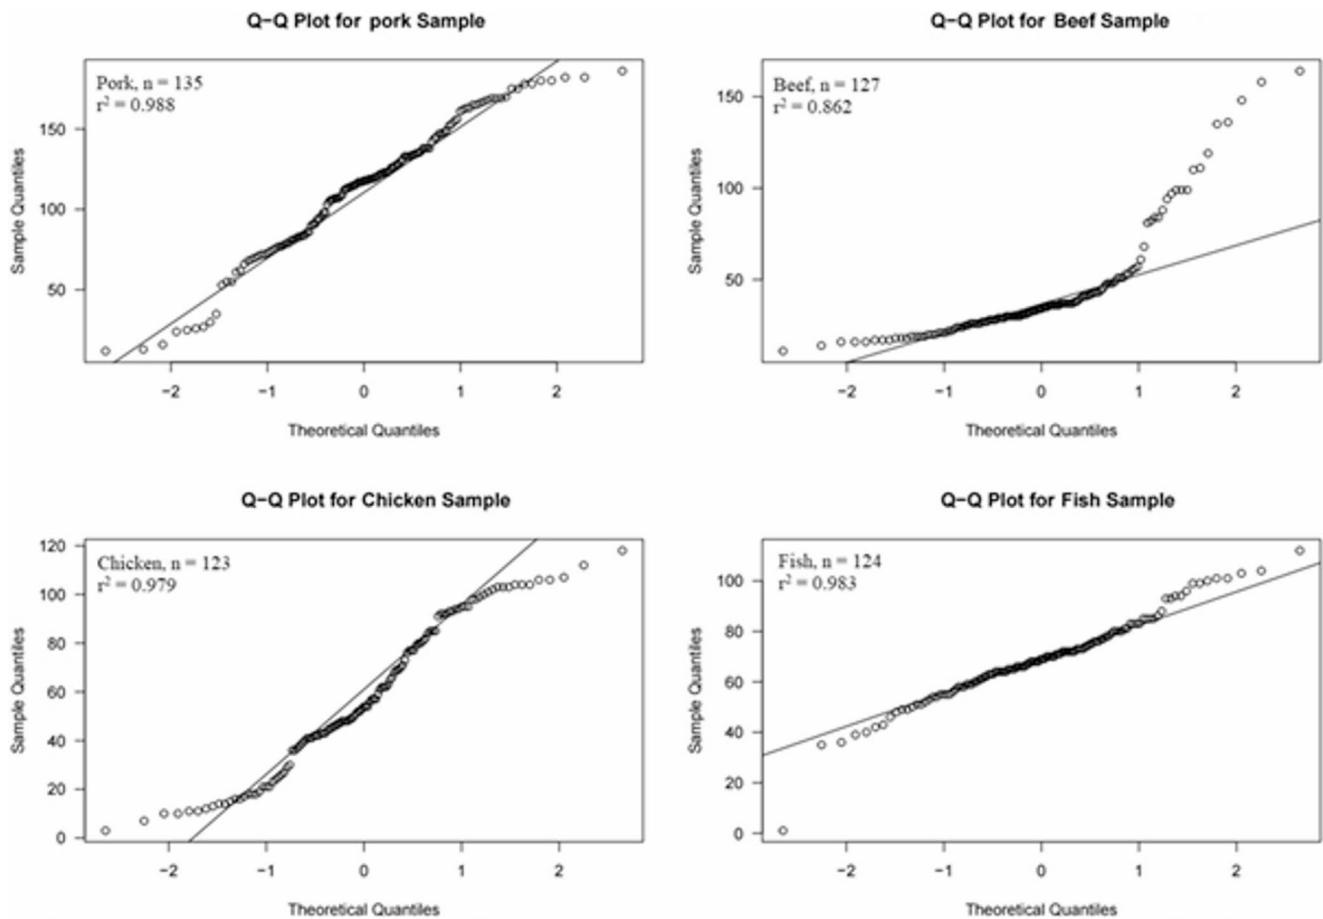 Q-Q Plot for pork Sample
Pork, n = 135
r² = 0.988
150
100
50
Sample Quantiles
-2 -1 0 1 2
Theoretical Quantiles
Q-Q Plot for Beef Sample
Beef, n = 127
r² = 0.862
150
100
50
Sample Quantiles
-2 -1 0 1 2
Theoretical Quantiles
Q-Q Plot for Chicken Sample
Chicken, n = 123
r² = 0.979
120
100
80
60
40
20
0
Sample Quantiles
-2 -1 0 1 2
Theoretical Quantiles
Q-Q Plot for Fish Sample
Fish, n = 124
r² = 0.983
100
80
60
40
20
0
Sample Quantiles
-2 -1 0 1 2
Theoretical Quantiles